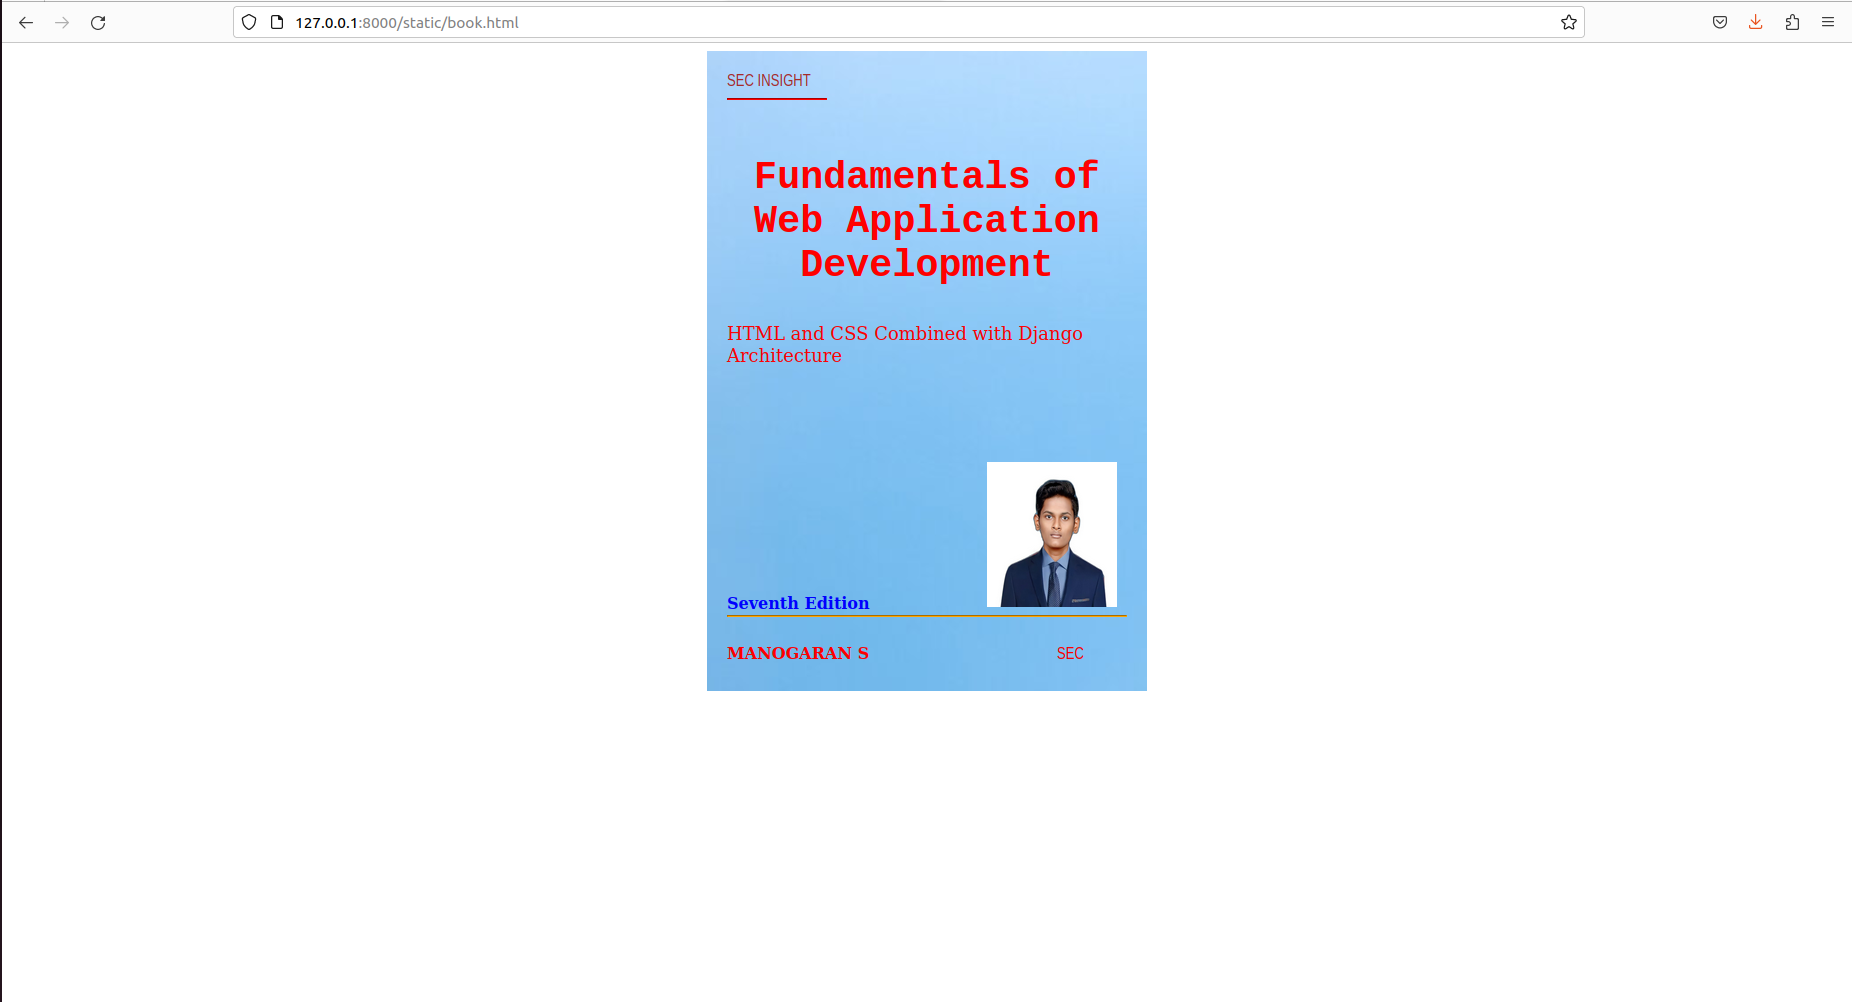 127.0.0.1:8000/static/book.html
SEC INSIGHT
Fundamentals of
Web Application
Development
HTML and CSS Combined with Django
Architecture
Seventh Edition
MANOGARAN S SEC